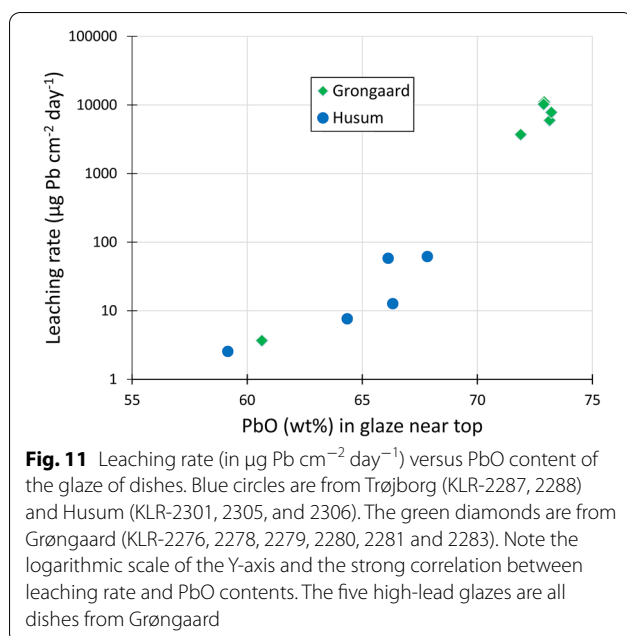 100000
10000
1000
100
10
1
Leaching rate (µg Pb cm⁻² day⁻¹)
Grongaard
Husum
55 60 65 70 75
PbO (wt%) in glaze near top
Fig. 11 Leaching rate (in µg Pb cm⁻² day⁻¹) versus PbO content of
the glaze of dishes. Blue circles are from Trøjborg (KLR-2287, 2288)
and Husum (KLR-2301, 2305, and 2306). The green diamonds are from
Grøngaard (KLR-2276, 2278, 2279, 2280, 2281 and 2283). Note the
logarithmic scale of the Y-axis and the strong correlation between
leaching rate and PbO contents. The five high-lead glazes are all
dishes from Grøngaard